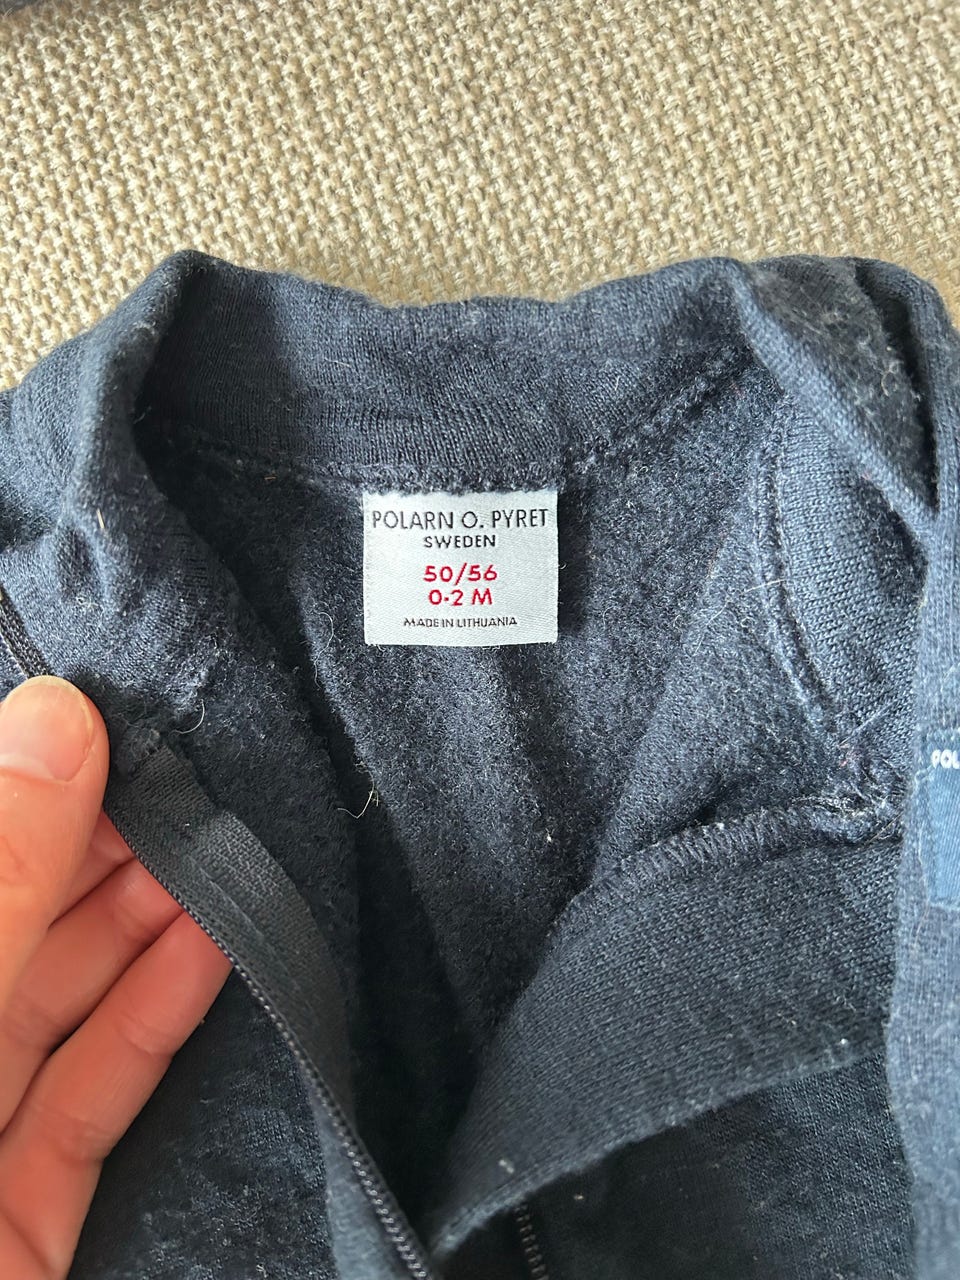 POLARN O. PYRET
SWEDEN
50/56
0-2 M
MADE IN LITHUANIA